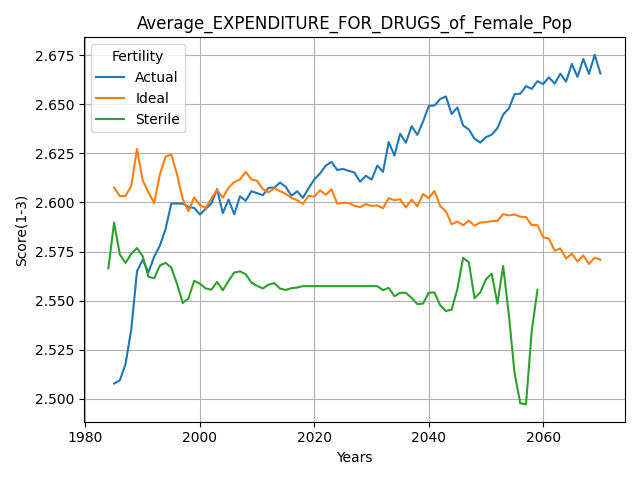 Average_EXPENDITURE_FOR_DRUGS_of_Female_Pop
Fertility
Actual
Ideal
Sterile
Score(1-3)
2.675
2.650
2.625
2.600
2.575
2.550
2.525
2.500
1980 2000 2020 2040 2060
Years